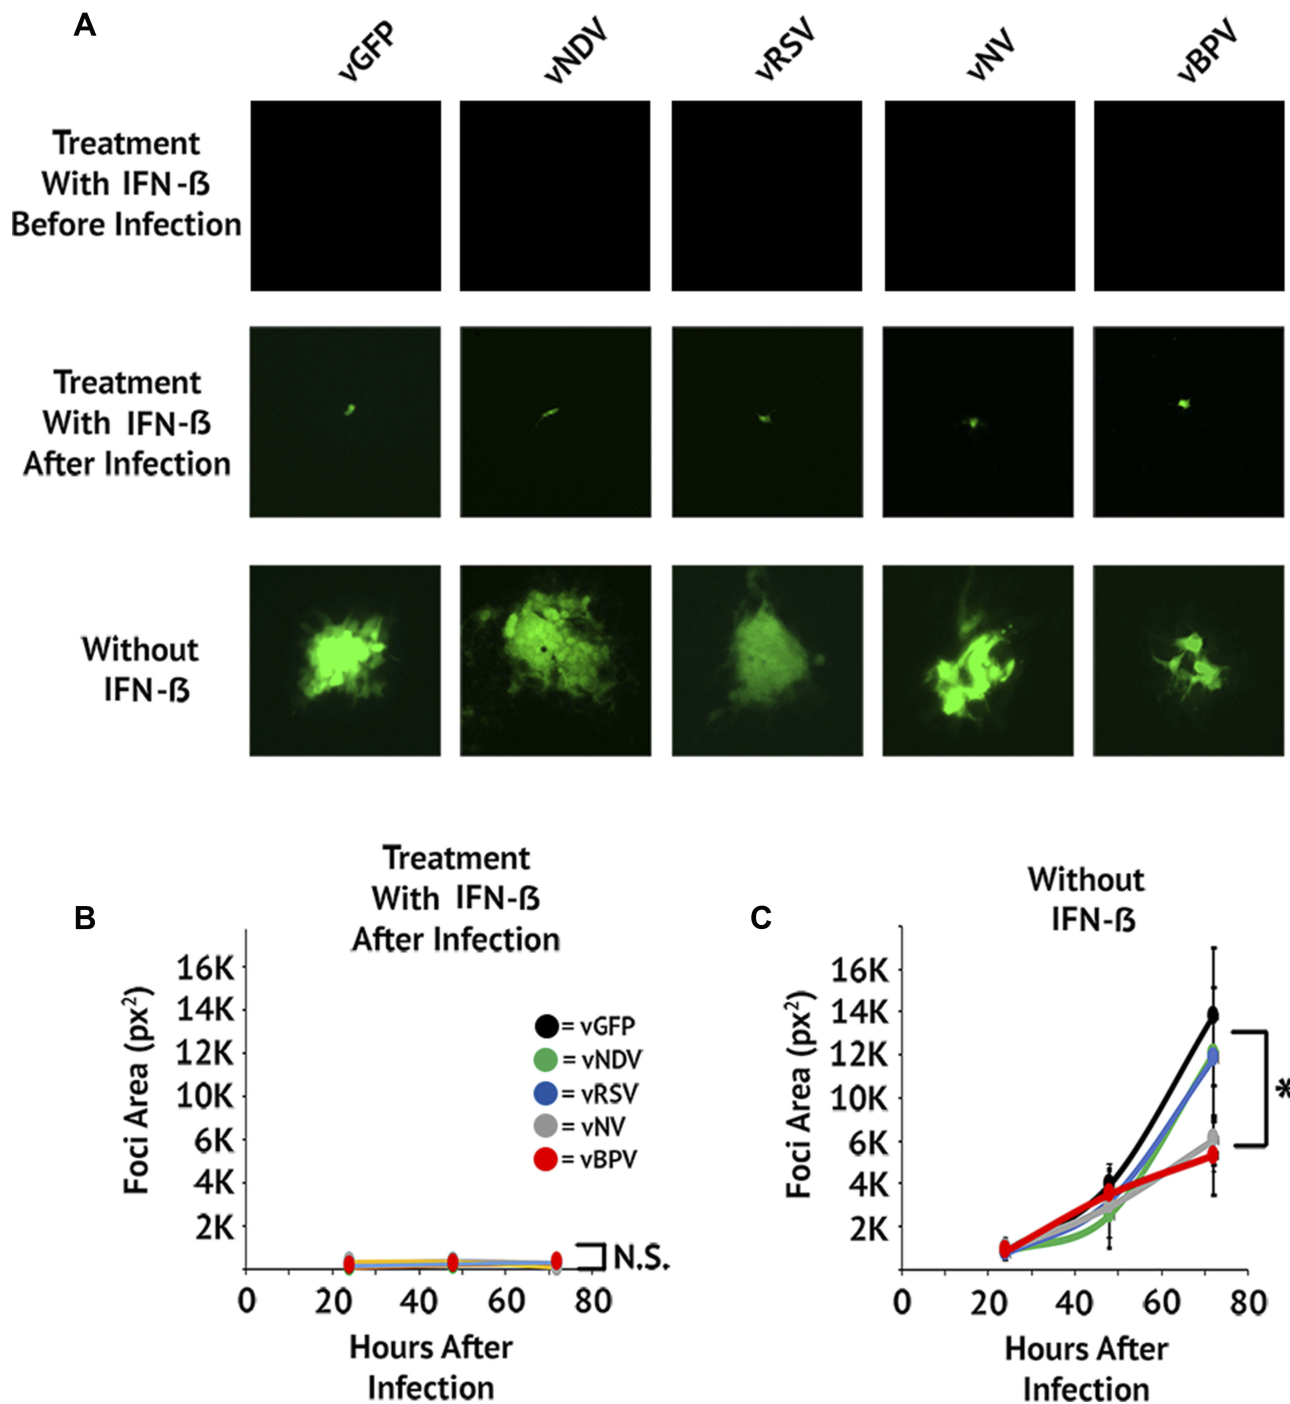 A
vGFP
vNDV
vRSV
vNV
vBPV
Treatment
With IFN-ß
Before Infection
Treatment
With IFN-ß
After Infection
Without
IFN-ß
B
Treatment
With IFN-ß
After Infection
Foci Area (px²)
16K
14K
12K
10K
6K
4K
2K
= vGFP
= vNDV
= vRSV
= vNV
= vBPV
N.S.
0 20 40 60 80
Hours After
Infection
C
Without
IFN-ß
Foci Area (px²)
16K
14K
12K
10K
6K
4K
2K
*
0 20 40 60 80
Hours After
Infection